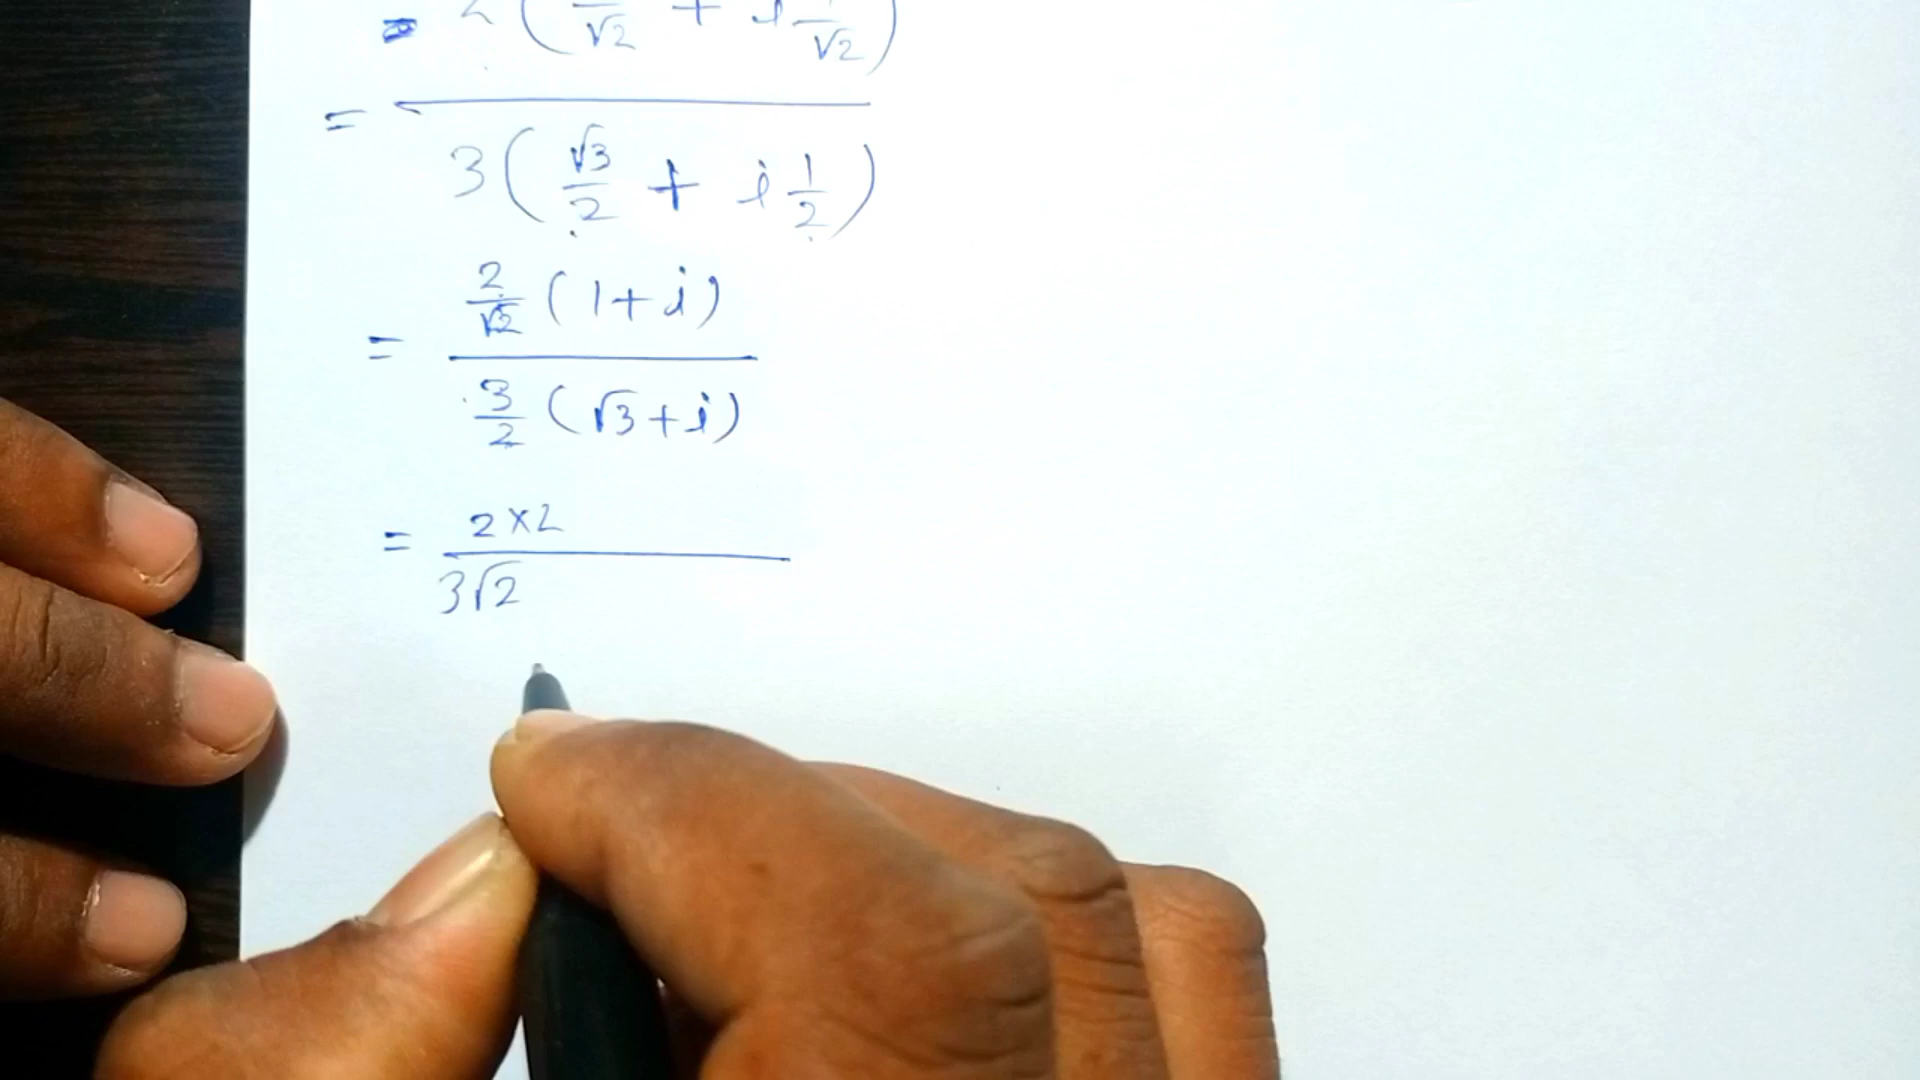 2 ( /√2 + i 1/√2 )
= ―――
3 ( √3/2 + i 1/2 )
= 2/√2 ( 1 + i )
3/2 ( √3 + i )
= 2 × 2
3√2